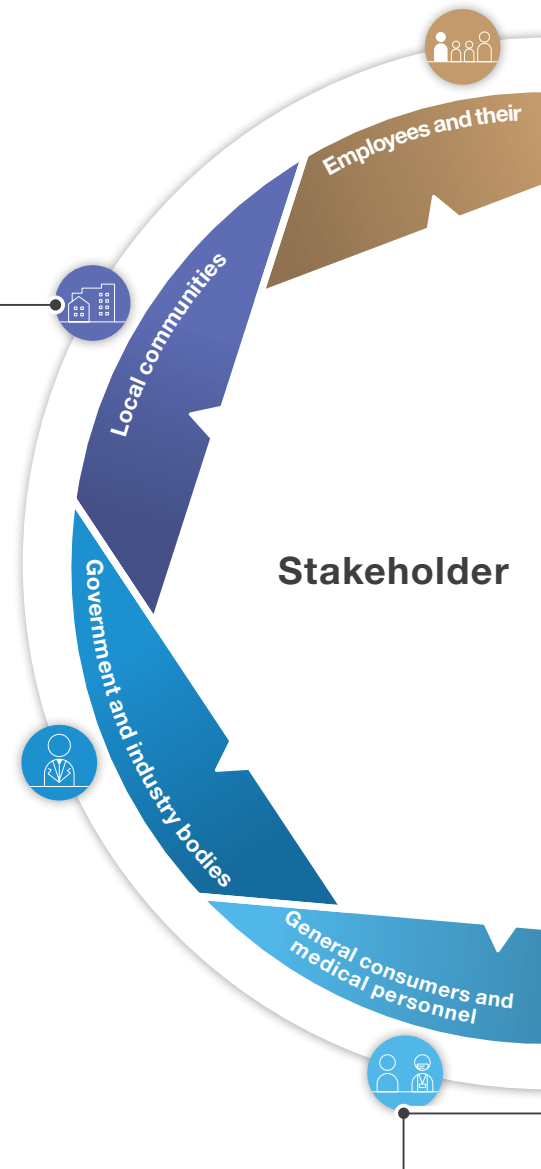 Employees and their
Local communities
Stakeholder
Government and industry bodies
General consumers and
medical personnel